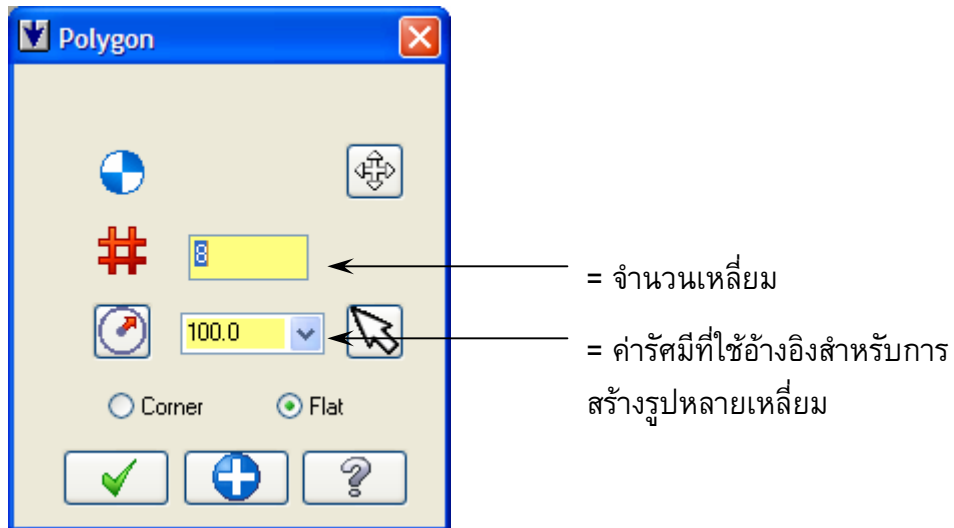 Polygon
8
= จำนวนเหลี่ยม
100.0
= ค่ารัศมีที่ใช้อ้างอิงสำหรับการ
สร้างรูปหลายเหลี่ยม
Corner Flat